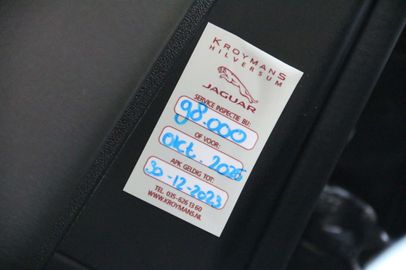 KROYMANS
HILVERSUM
JAGUAR
SERVICE INSPECTIE BIJ:
98.000
OF VOOR:
okt. - 2025
APK GELDIG TOT:
30-12-2023
TEL. 035-626 13 60
WWW.KROYMANS.NL